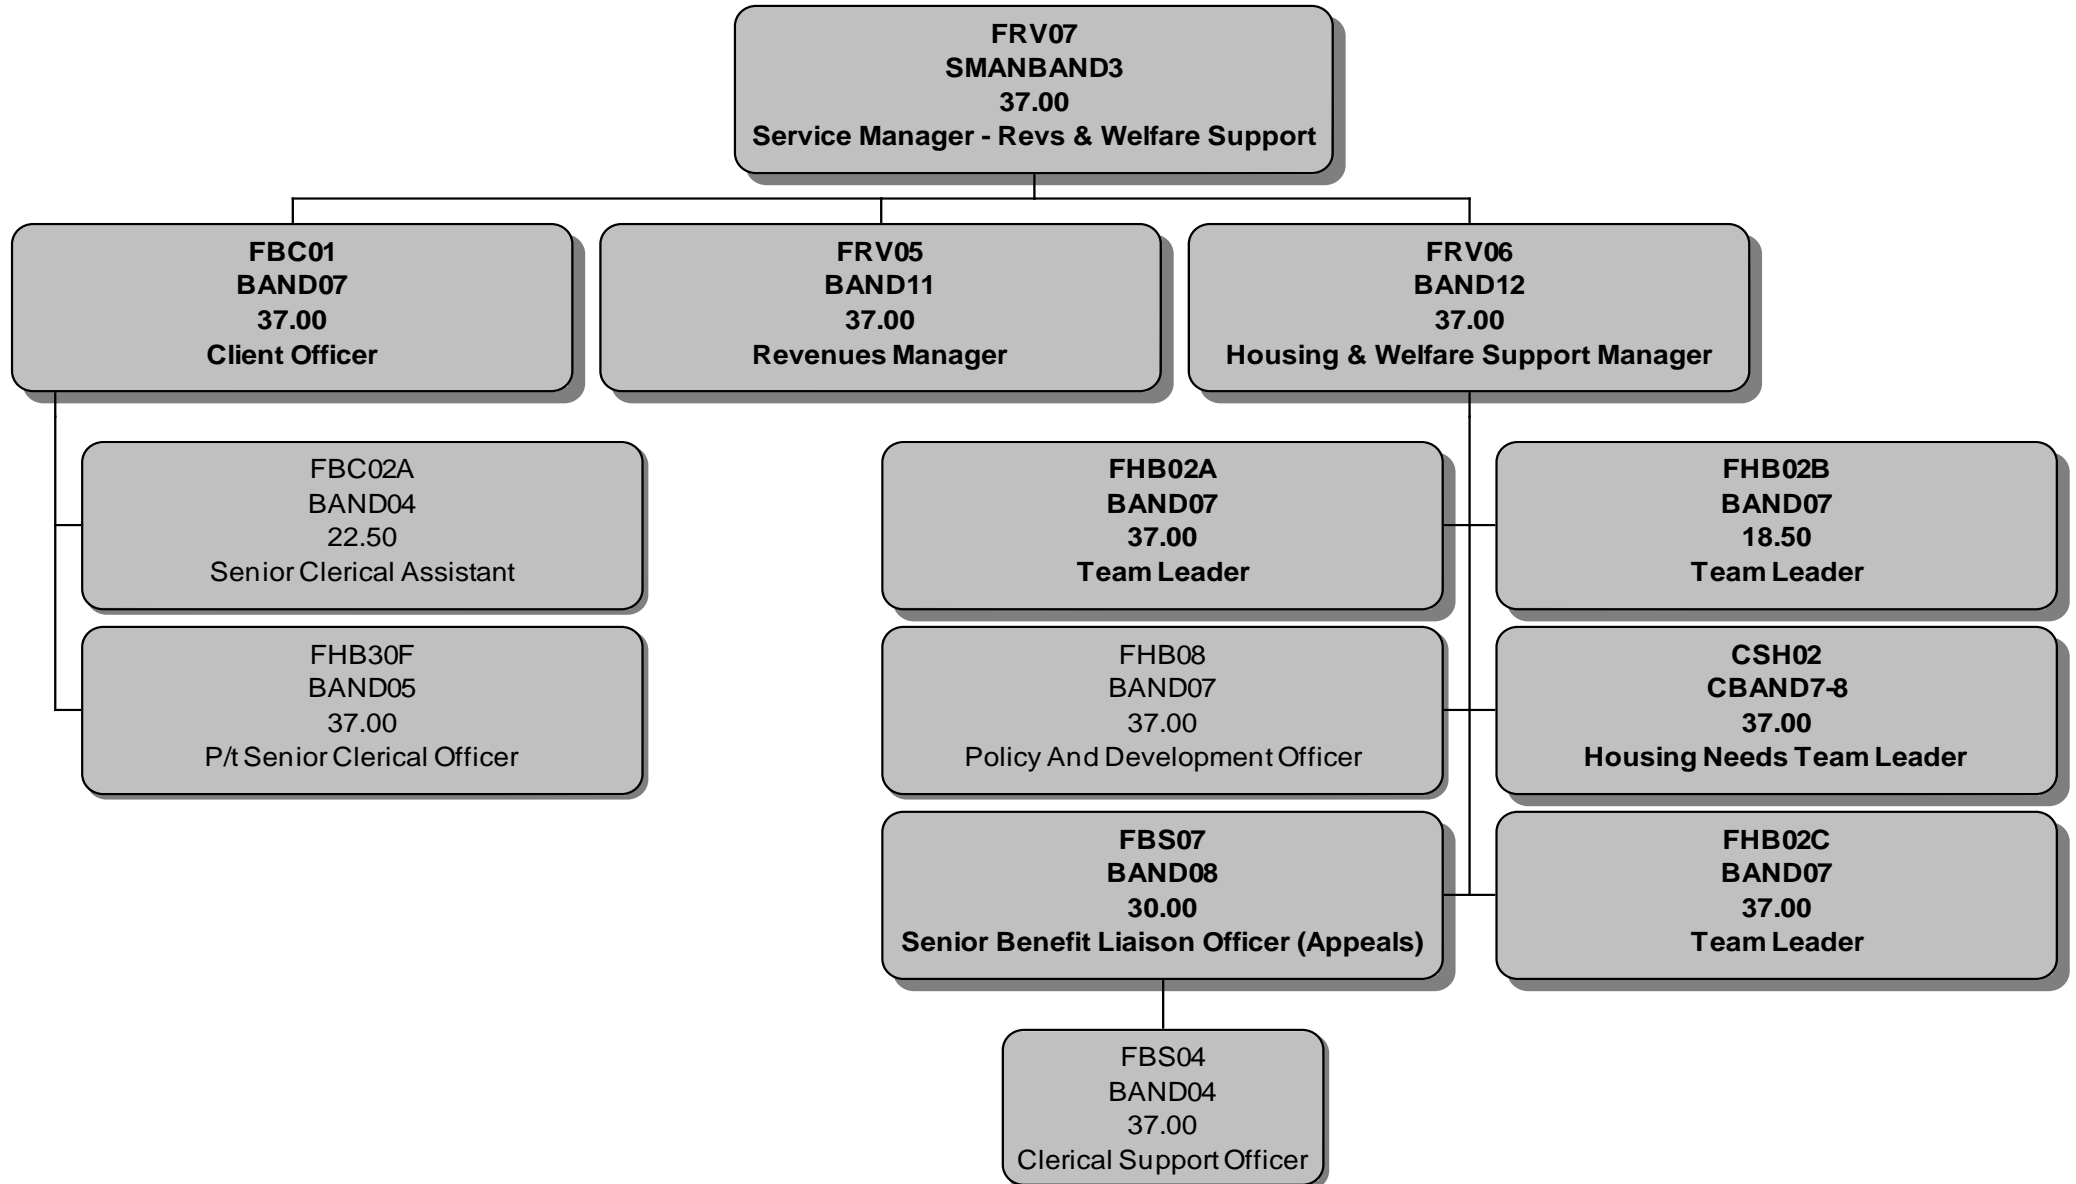 FRV07
SMANBAND3
37.00
Service Manager - Revs & Welfare Support
FBC01
BAND07
37.00
Client Officer
FRV05
BAND11
37.00
Revenues Manager
FRV06
BAND12
37.00
Housing & Welfare Support Manager
FBC02A
BAND04
22.50
Senior Clerical Assistant
FHB30F
BAND05
37.00
P/t Senior Clerical Officer
FHB02A
BAND07
37.00
Team Leader
FHB02B
BAND07
18.50
Team Leader
FHB08
BAND07
37.00
Policy And Development Officer
CSH02
CBAND7-8
37.00
Housing Needs Team Leader
FBS07
BAND08
30.00
Senior Benefit Liaison Officer (Appeals)
FHB02C
BAND07
37.00
Team Leader
FBS04
BAND04
37.00
Clerical Support Officer